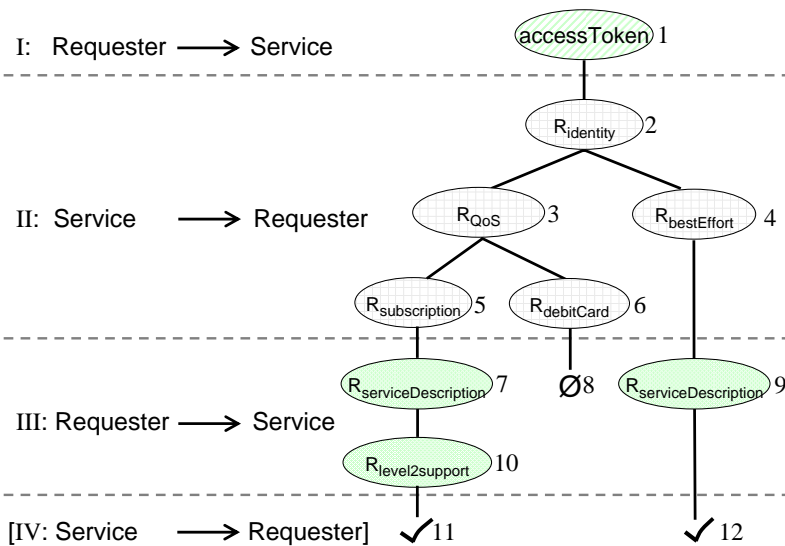 accessToken 1
I: Requester Service
R_identity 2
R_QoS 3
R_bestEffort 4
II: Service Requester
R_subscription 5
R_debitCard 6
R_serviceDescription 7
Ø 8
R_serviceDescription 9
III: Requester Service
R_level2support 10
[IV: Service Requester]
11
12